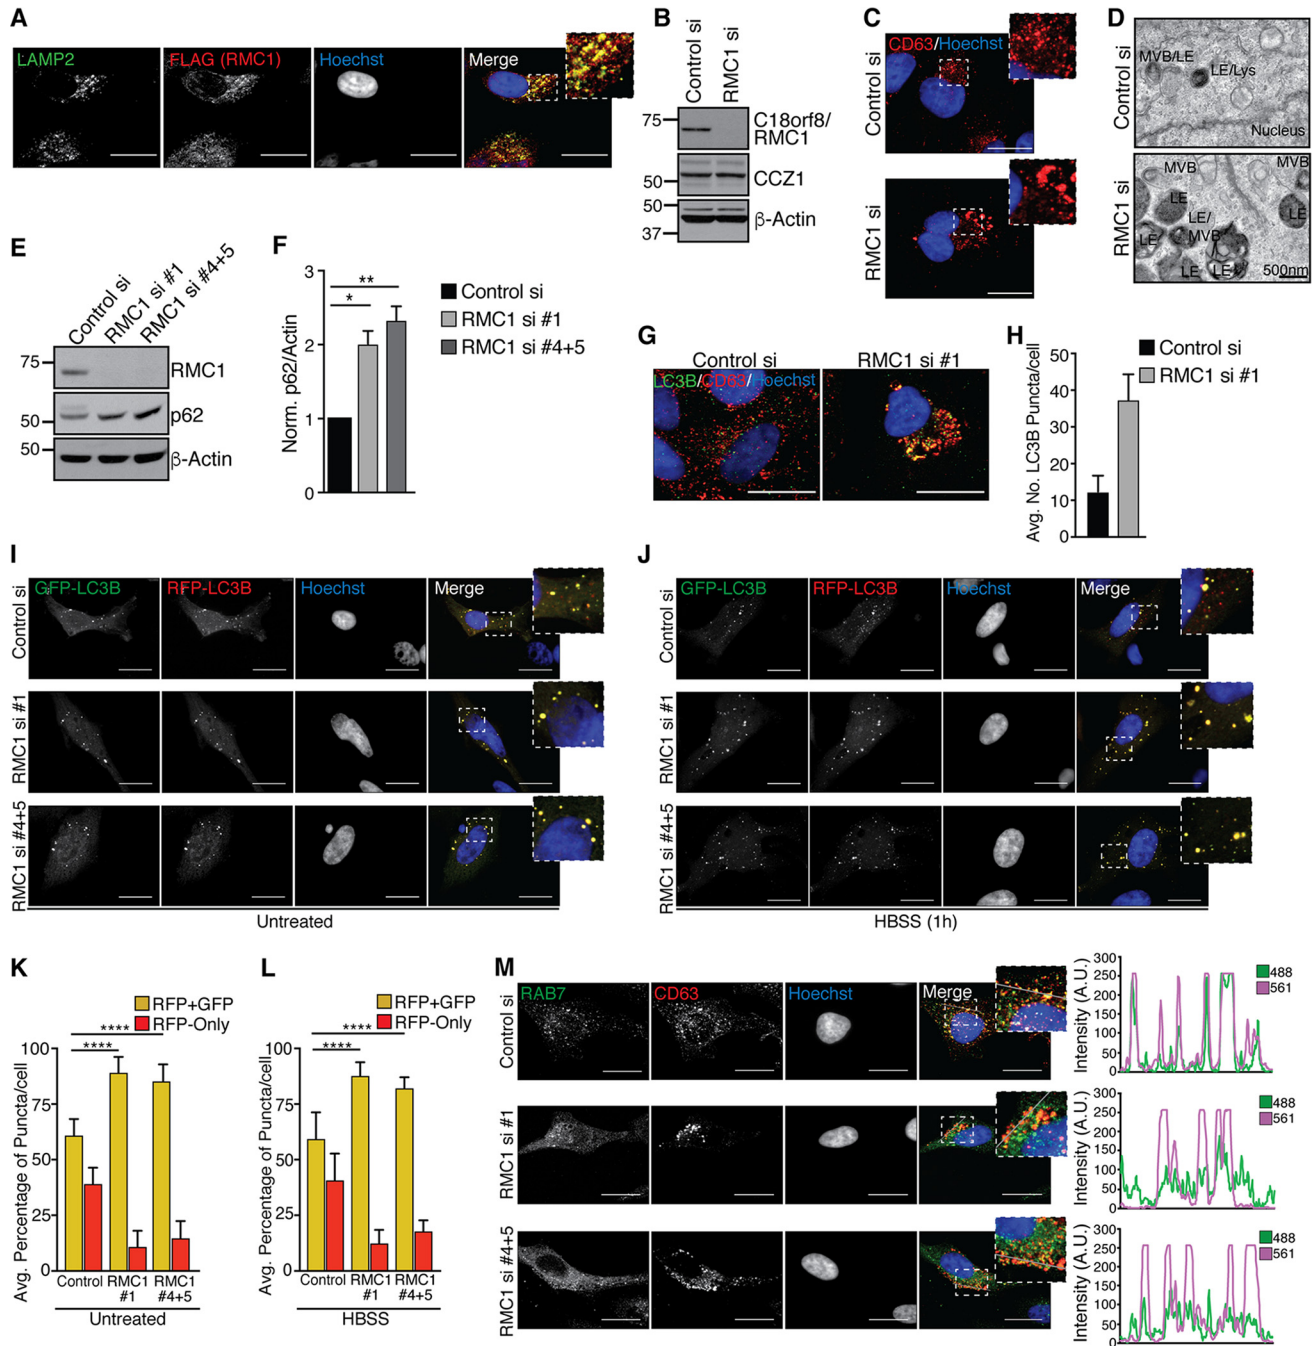 A
LAMP2
FLAG (RMC1)
Hoechst
Merge
B
Control si
RMC1 si
75
50
50
37
C18orf8/
RMC1
CCZ1
β-Actin
C
CD63/Hoechst
Control si
RMC1 si
D
Control si
MVB/LE
LE/Lys
Nucleus
RMC1 si
MVB
MVB
LE
LE
LE/
MVB
LE
LE
LE
500nm
E
Control si
RMC1 si #1
RMC1 si #4+5
75
50
50
RMC1
p62
β-Actin
F
Norm. p62/Actin
3
2
1
0
**
*
Control si
RMC1 si #1
RMC1 si #4+5
G
Control si
RMC1 si #1
LC3B/CD63/Hoechst
H
Avg. No. LC3B Puncta/cell
50
40
30
20
10
0
Control si
RMC1 si #1
I
GFP-LC3B
RFP-LC3B
Hoechst
Merge
Control si
RMC1 si #1
RMC1 si #4+5
Untreated
J
GFP-LC3B
RFP-LC3B
Hoechst
Merge
Control si
RMC1 si #1
RMC1 si #4+5
HBSS (1h)
K
RFP+GFP
RFP-Only
****
****
Avg. Percentage of Puncta/cell
100
75
50
25
0
Control
RMC1
#1
RMC1
#4+5
Untreated
L
RFP+GFP
RFP-Only
****
****
Avg. Percentage of Puncta/cell
100
75
50
25
0
Control
RMC1
#1
RMC1
#4+5
HBSS
M
RAB7
CD63
Hoechst
Merge
Control si
RMC1 si #1
RMC1 si #4+5
Intensity (A.U.)
300
250
200
150
100
50
0
488
561
Intensity (A.U.)
300
250
200
150
100
50
0
488
561
Intensity (A.U.)
300
250
200
150
100
50
0
488
561